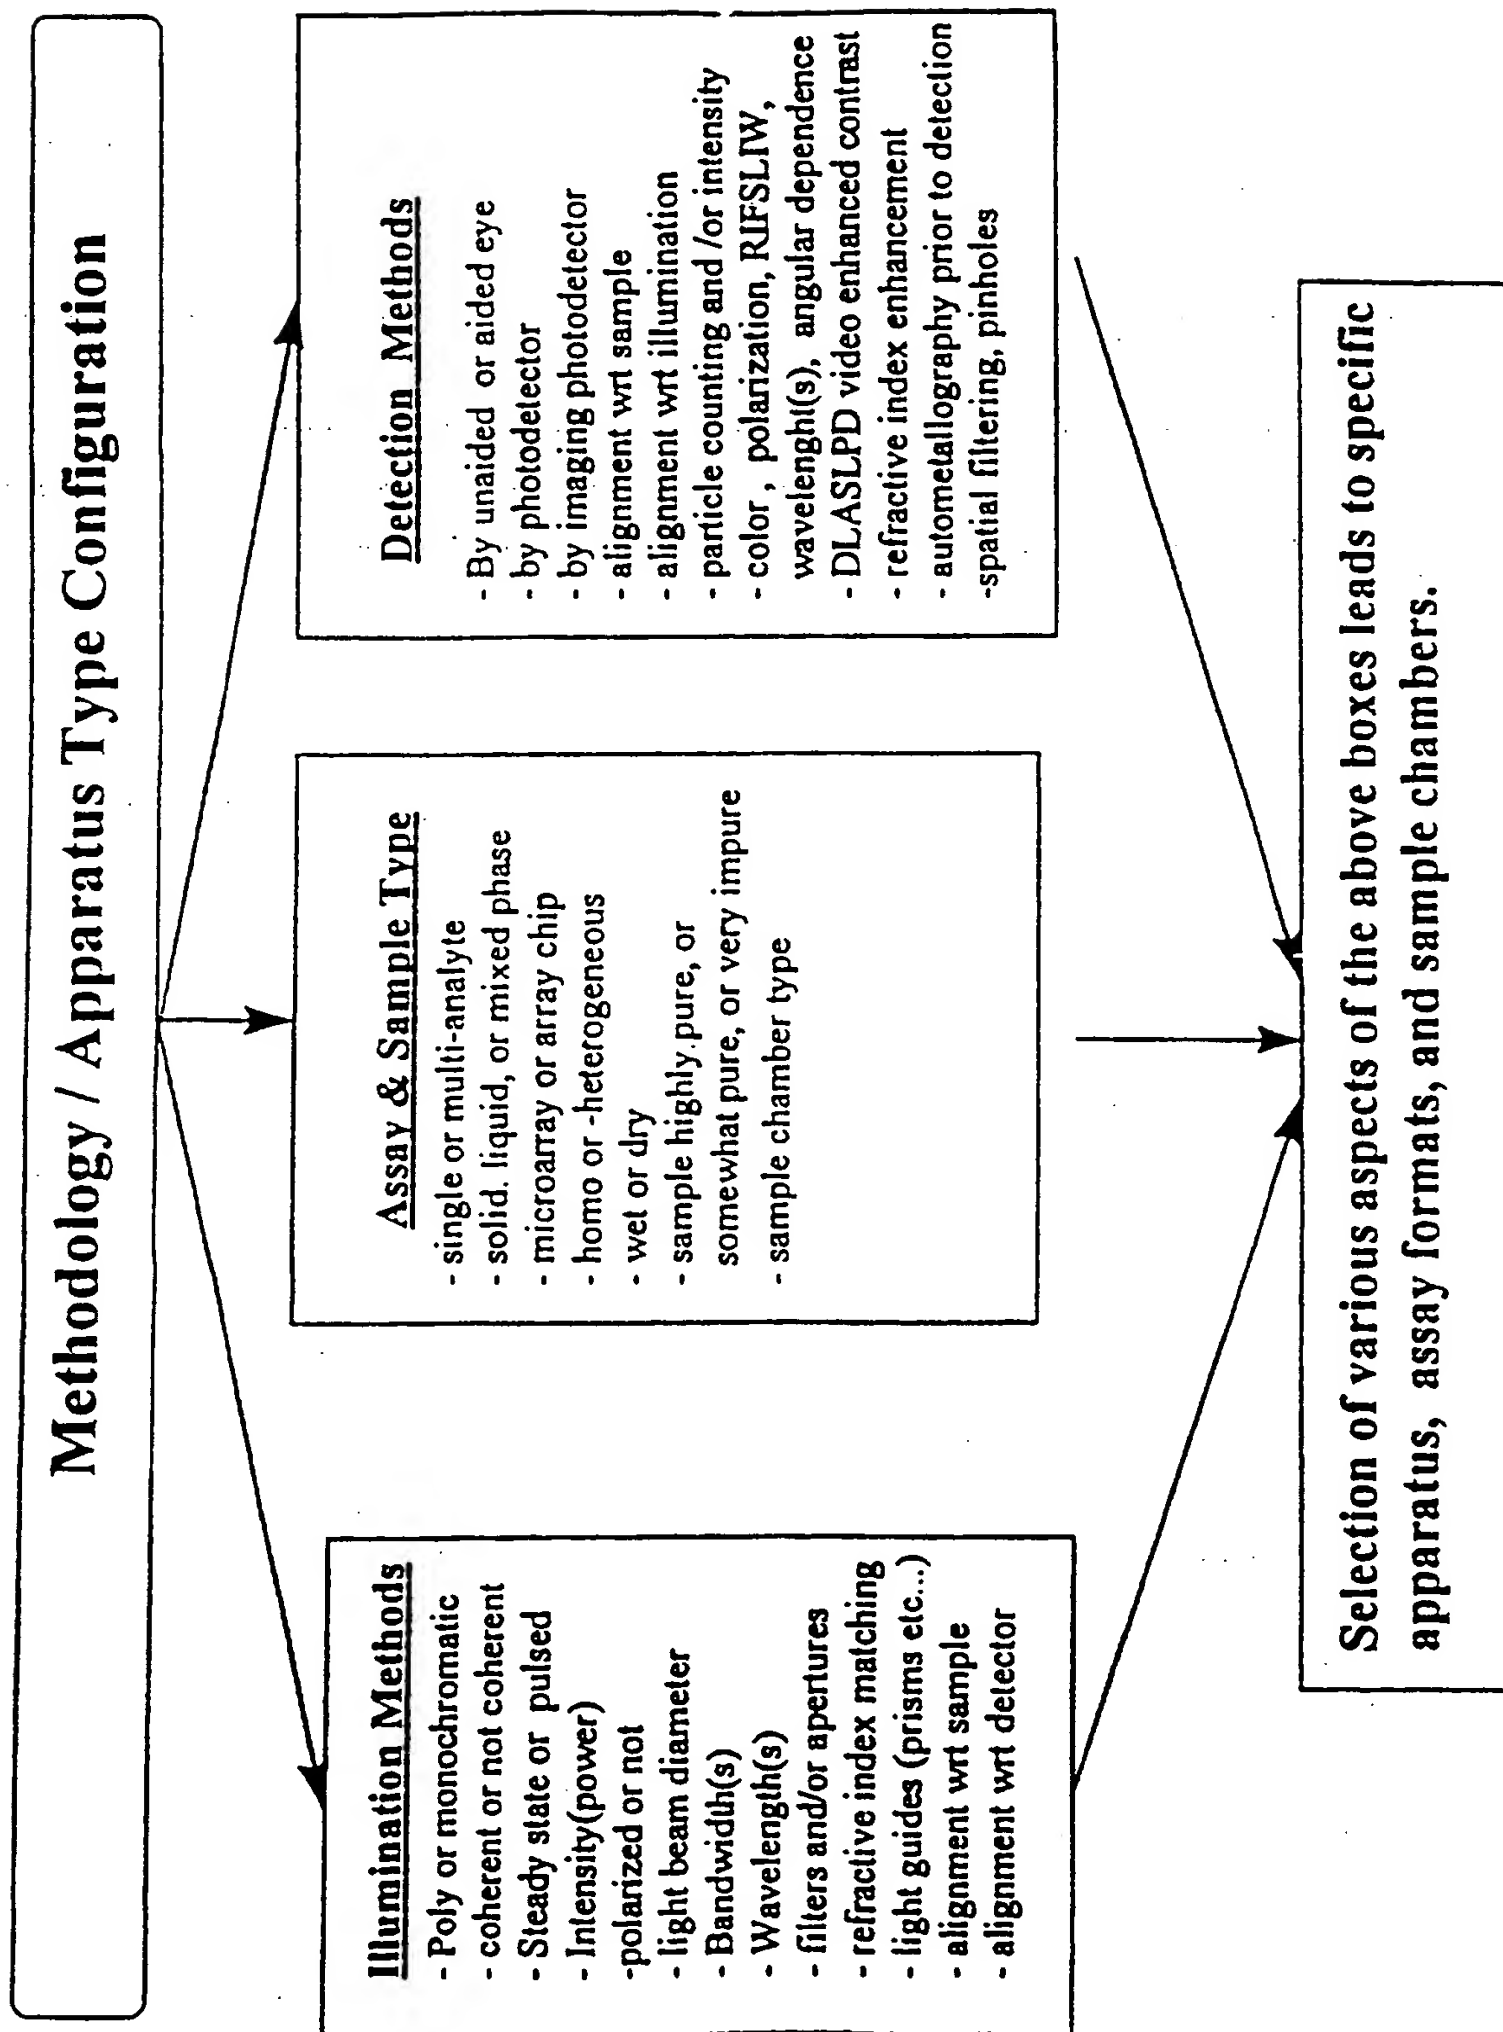 Methodology / Apparatus Type Configuration
Illumination Methods
- Poly or monochromatic
- coherent or not coherent
- Steady state or pulsed
- Intensity(power)
-polarized or not
- light beam diameter
- Bandwidth(s)
- Wavelength(s)
- filters and/or apertures
- refractive index matching
- light guides (prisms etc...)
- alignment wrt sample
- alignment wrt detector
Assay & Sample Type
- single or multi-analyte
- solid. liquid, or mixed phase
- microarray or array chip
- homo or -heterogeneous
- wet or dry
- sample highly.pure, or
somewhat pure, or very impure
- sample chamber type
Detection Methods
- By unaided or aided eye
- by photodetector
- by imaging photodetector
- alignment wrt sample
- alignment wrt illumination
- particle counting and /or intensity
- color , polarization, RIFSLIW,
wavelenght(s), angular dependence
- DLASLPD video enhanced contrast
- refractive index enhancement
- autometallography prior to detection
-spatial filtering, pinholes
Selection of various aspects of the above boxes leads to specific
apparatus, assay formats, and sample chambers.